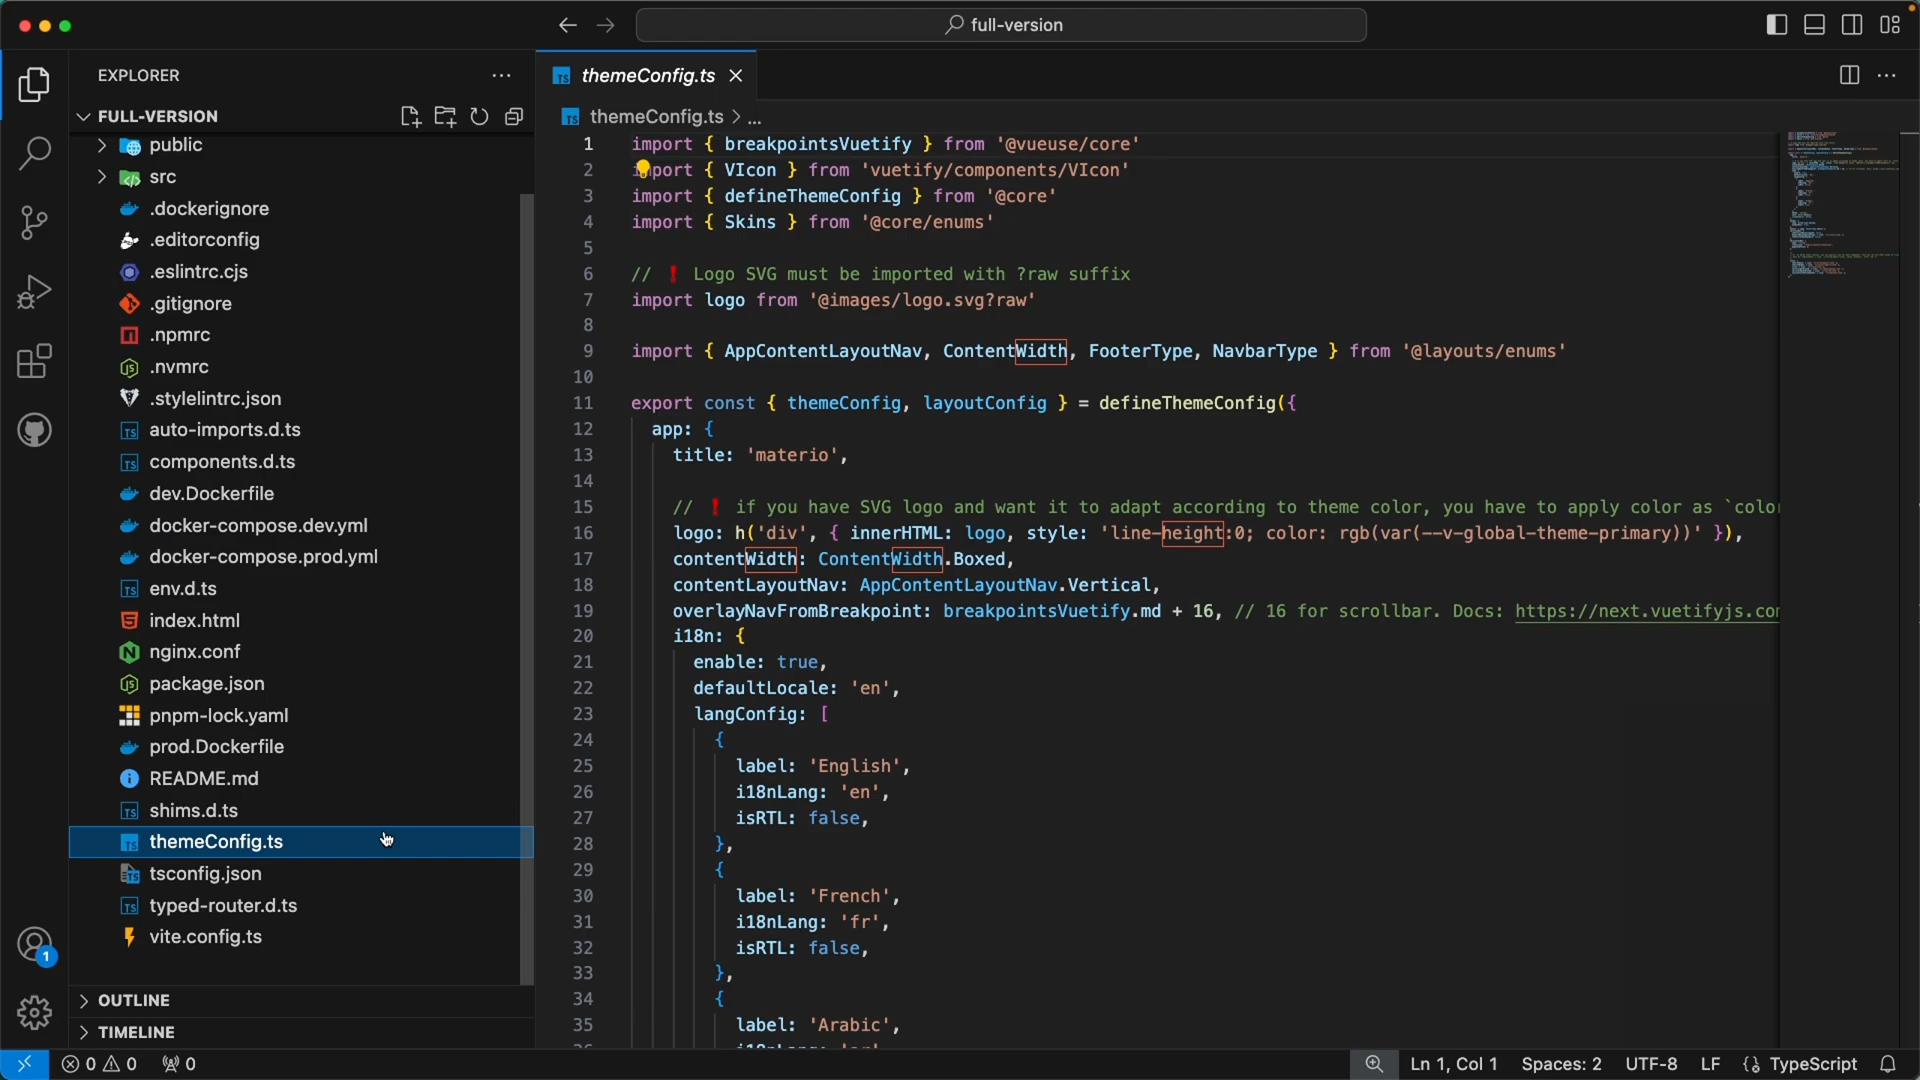 full-version
EXPLORER
FULL-VERSION
public
src
.dockerignore
.editorconfig
.eslintrc.cjs
.gitignore
.npmrc
.nvmrc
.stylelintrc.json
auto-imports.d.ts
components.d.ts
dev.Dockerfile
docker-compose.dev.yml
docker-compose.prod.yml
env.d.ts
index.html
nginx.conf
package.json
pnpm-lock.yaml
prod.Dockerfile
README.md
shims.d.ts
themeConfig.ts
tsconfig.json
typed-router.d.ts
vite.config.ts
OUTLINE
TIMELINE
1
themeConfig.ts
themeConfig.ts > ...
1 import { breakpointsVuetify } from '@vueuse/core'
2 import { VIcon } from 'vuetify/components/VIcon'
3 import { defineThemeConfig } from '@core'
4 import { Skins } from '@core/enums'
5
6 // ❗ Logo SVG must be imported with ?raw suffix
7 import logo from '@images/logo.svg?raw'
8
9 import { AppContentLayoutNav, ContentWidth, FooterType, NavbarType } from '@layouts/enums'
10
11 export const { themeConfig, layoutConfig } = defineThemeConfig({
12 app: {
13 title: 'materio',
14
15 // ❗ if you have SVG logo and want it to adapt according to theme color, you have to apply color as `color
16 logo: h('div', { innerHTML: logo, style: 'line-height:0; color: rgb(var(--v-global-theme-primary))' }),
17 contentWidth: ContentWidth.Boxed,
18 contentLayoutNav: AppContentLayoutNav.Vertical,
19 overlayNavFromBreakpoint: breakpointsVuetify.md + 16, // 16 for scrollbar. Docs: https://next.vuetifyjs.com
20 i18n: {
21 enable: true,
22 defaultLocale: 'en',
23 langConfig: [
24 {
25 label: 'English',
26 i18nLang: 'en',
27 isRTL: false,
28 },
29 {
30 label: 'French',
31 i18nLang: 'fr',
32 isRTL: false,
33 },
34 {
35 label: 'Arabic',
0 0 0
Ln 1, Col 1 Spaces: 2 UTF-8 LF {} TypeScript